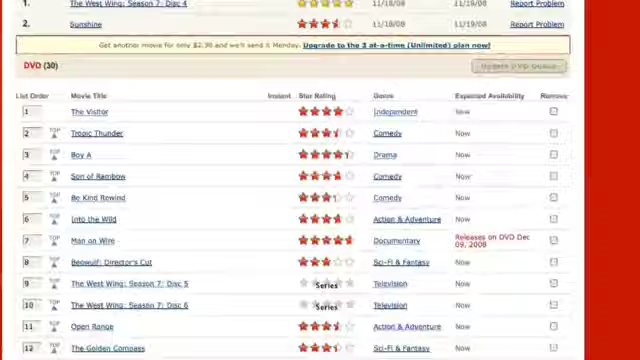 1. The West Wing: Season 7: Disc 4 11/18/08 11/19/08 Report Problem
2. Sunshine 11/18/08 11/19/08 Report Problem
Get another movie for only $2.30 and we'll send it Monday. Upgrade to the 3 at-a-time (Unlimited) plan now!
DVD (30) Update DVD Queue
List Order Movie Title Instant Star Rating Genre Expected Availability Remove
1 The Visitor Independent Now
2 TOP Tropic Thunder Comedy Now
3 TOP Boy A Drama Now
4 TOP Son of Rambow Comedy Now
5 TOP Be Kind Rewind Comedy Now
6 TOP Into the Wild Action & Adventure Now
7 TOP Man on Wire Documentary Releases on DVD Dec
09, 2008
8 TOP Beowulf: Director's Cut Sci-Fi & Fantasy Now
9 TOP The West Wing: Season 7: Disc 5 Series Television Now
10 TOP The West Wing: Season 7: Disc 6 Series Television Now
11 TOP Open Range Action & Adventure Now
12 TOP The Golden Compass Sci-Fi & Fantasy Now